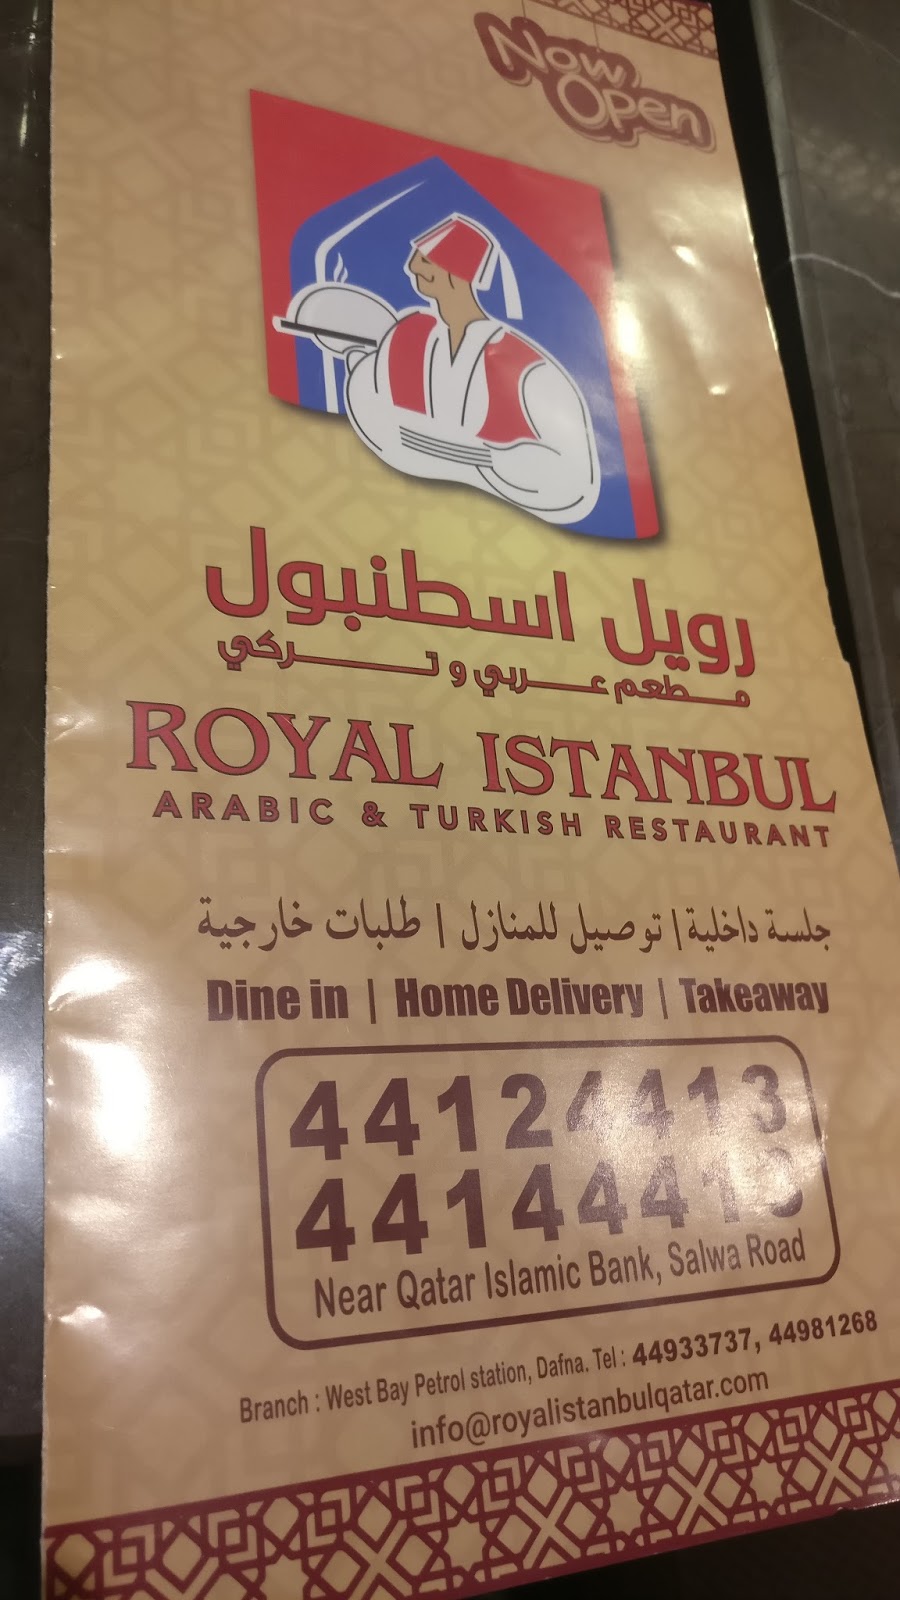 Now
Open
رويل اسطنبول
مطعم عربي و تركي
ROYAL ISTANBUL
ARABIC & TURKISH RESTAURANT
جلسة داخلية | توصيل للمنازل | طلبات خارجية
Dine in | Home Delivery | Takeaway
44124413
44144413
Near Qatar Islamic Bank, Salwa Road
Branch : West Bay Petrol station, Dafna. Tel : 44933737, 44981268
info@royalistanbulqatar.com